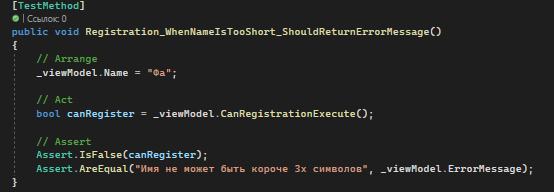 [TestMethod]
| Ссылок: 0
public void Registration_WhenNameIsTooShort_ShouldReturnErrorMessage()
{
// Arrange
_viewModel.Name = "Фа";
// Act
bool canRegister = _viewModel.CanRegistrationExecute();
// Assert
Assert.IsFalse(canRegister);
Assert.AreEqual("Имя не может быть короче 3х символов", _viewModel.ErrorMessage);
}